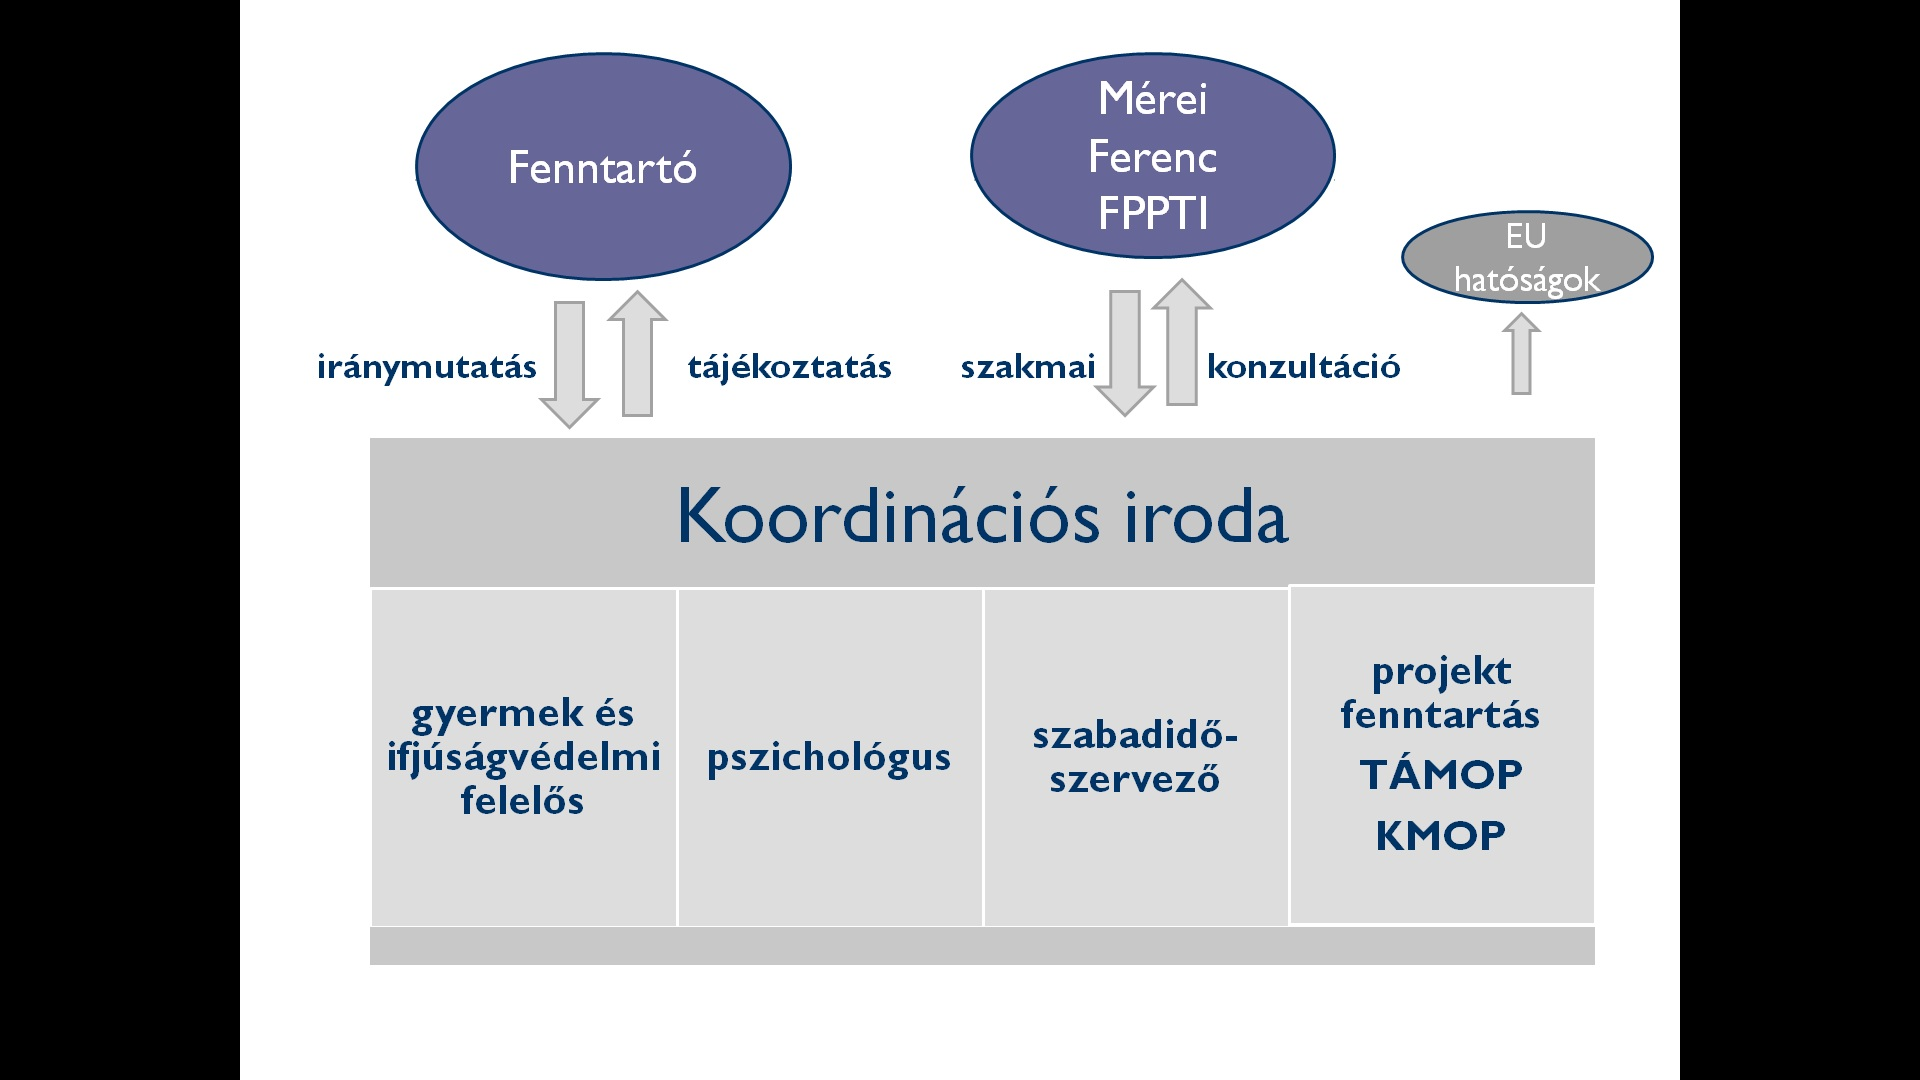 Fenntartó
Mérei
Ferenc
FPPTI
EU
hatóságok
iránymutatás
tájékoztatás
szakmai
konzultáció
Koordinációs iroda
gyermek és
ifjúságvédelmi
felelős
pszichológus
szabadidő-
szervező
projekt
fenntartás
TÁMOP
KMOP